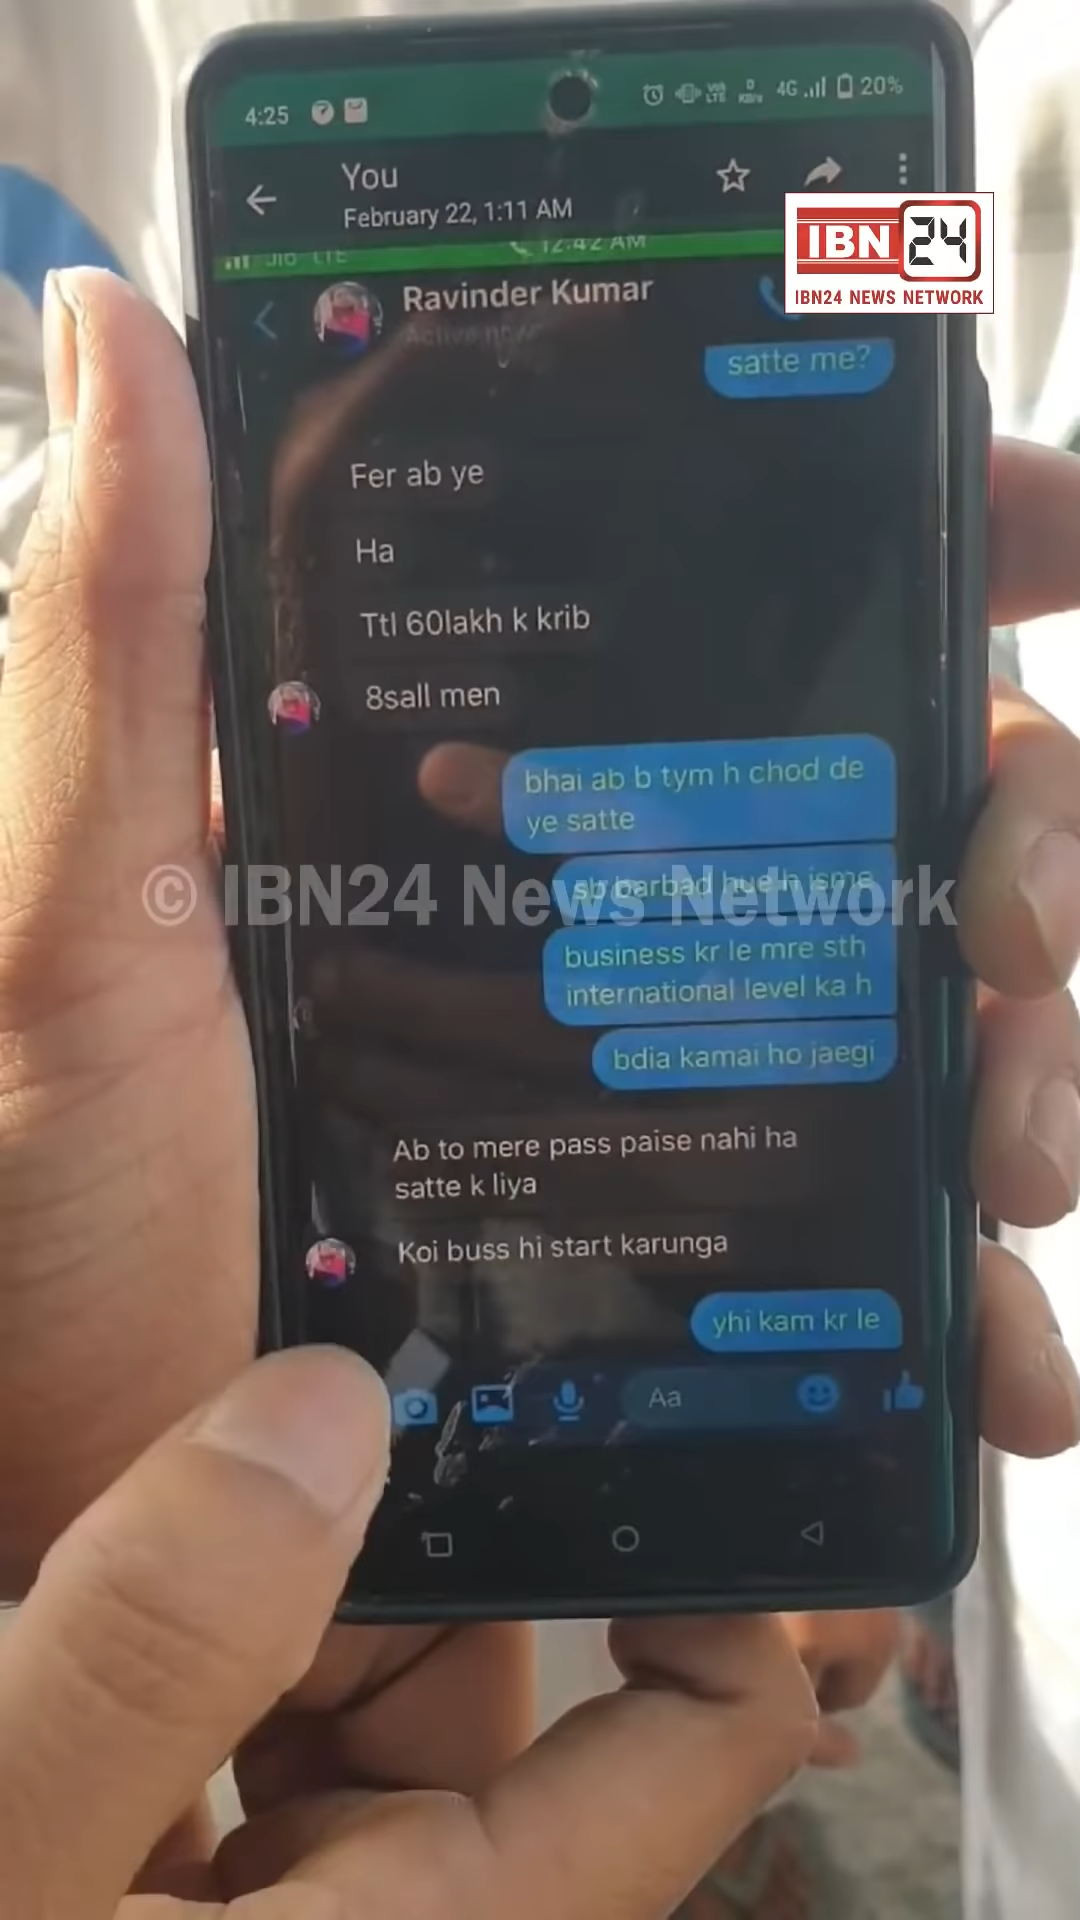 4:25
4G 20%
You
February 22, 1:11 AM
JIO LTE
12:42 AM
IBN 24
IBN24 NEWS NETWORK
Ravinder Kumar
Active now
satte me?
Fer ab ye
Ha
Ttl 60lakh k krib
8sall men
bhai ab b tym h chod de
ye satte
sb barbad hue h isme
© IBN24 News Network
business kr le mre sth
international level ka h
bdia kamai ho jaegi
Ab to mere pass paise nahi ha
satte k liya
Koi buss hi start karunga
yhi kam kr le
Aa